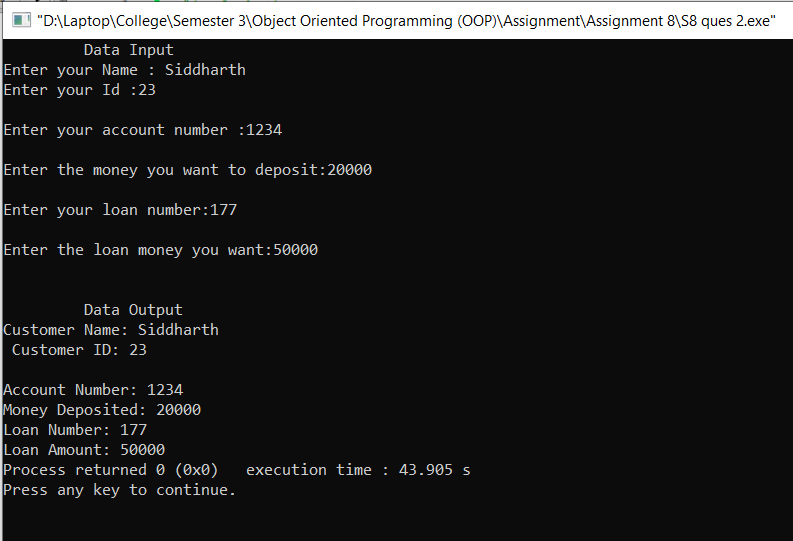 "D:\Laptop\College\Semester 3\Object Oriented Programming (OOP)\Assignment\Assignment 8\S8 ques 2.exe"
Data Input
Enter your Name : Siddharth
Enter your Id :23
Enter your account number :1234
Enter the money you want to deposit:20000
Enter your loan number:177
Enter the loan money you want:50000
Data Output
Customer Name: Siddharth
Customer ID: 23
Account Number: 1234
Money Deposited: 20000
Loan Number: 177
Loan Amount: 50000
Process returned 0 (0x0)   execution time : 43.905 s
Press any key to continue.